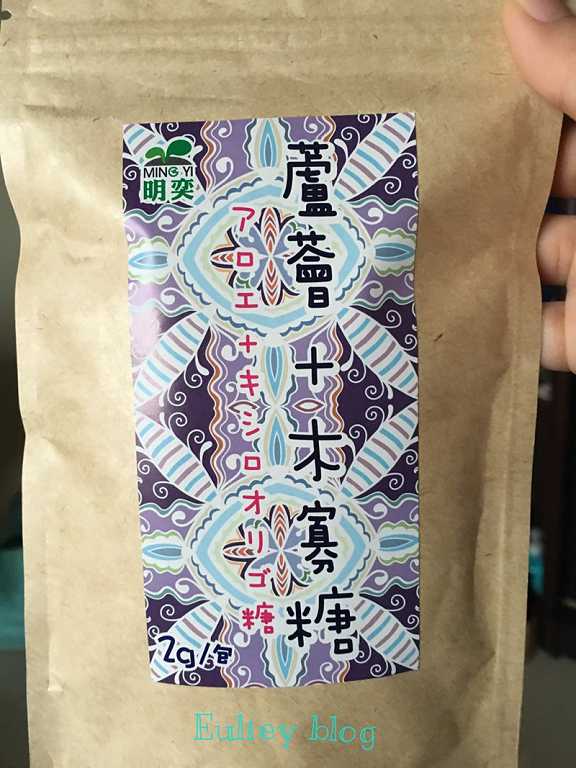 MING YI
明奕
蘆薈+木寡糖
アロエ+キシロオリゴ糖
2g/包
Euliey blog